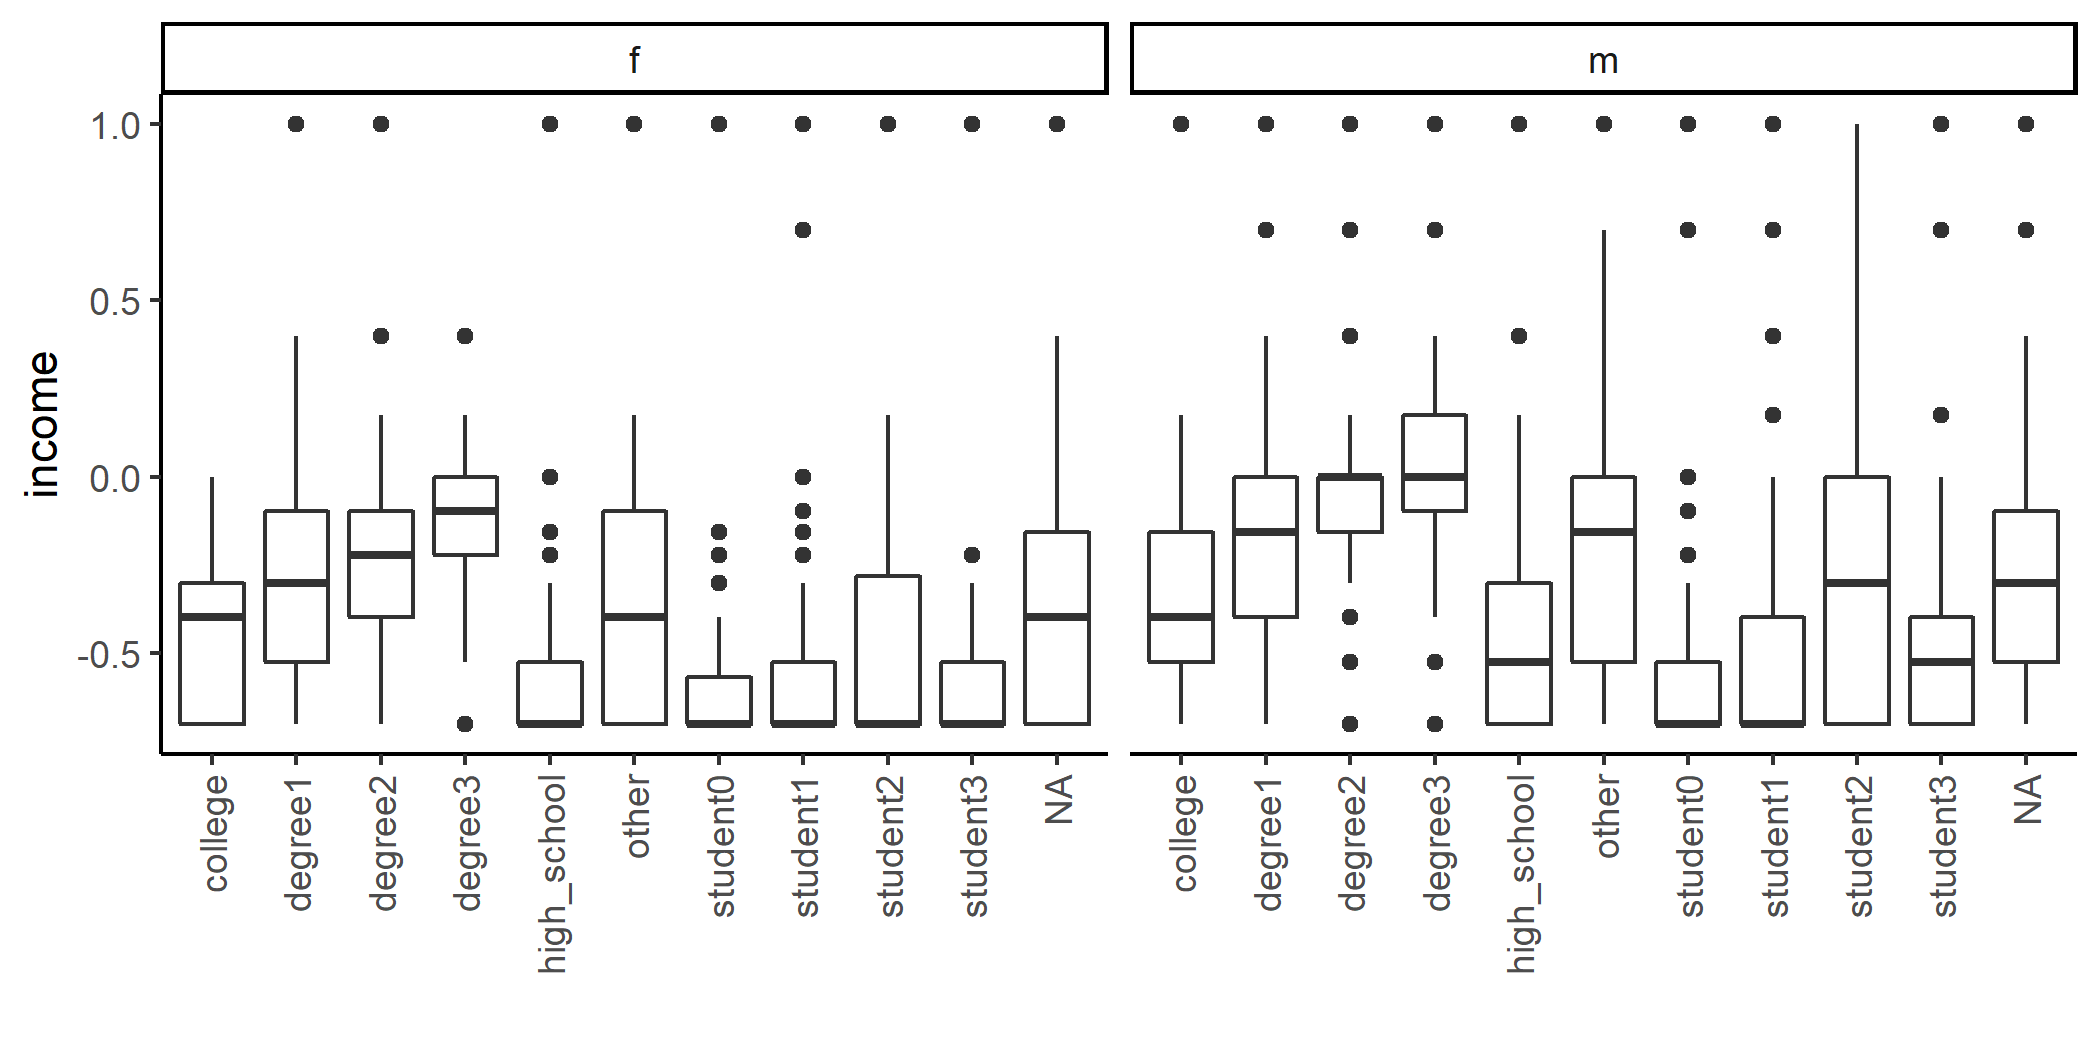 f
m
income
1.0
0.5
0.0
-0.5
college
degree1
degree2
degree3
high_school
other
student0
student1
student2
student3
NA
college
degree1
degree2
degree3
high_school
other
student0
student1
student2
student3
NA